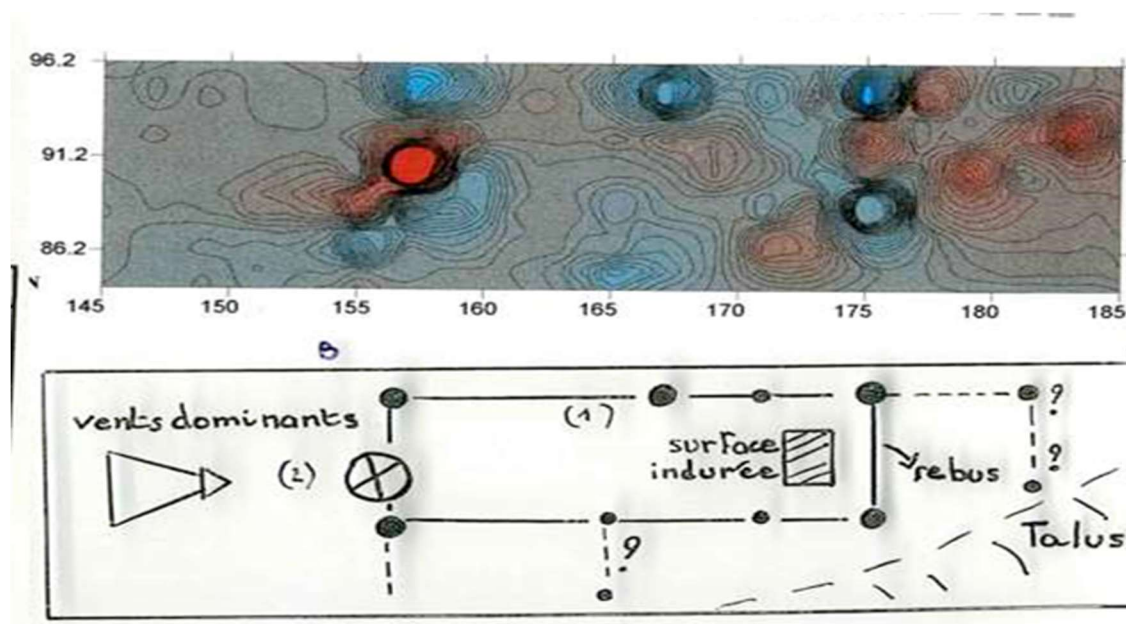 96.2
91.2
86.2
145 150 155 160 165 170 175 180 185
B
vents dominants
(1)
(2)
surface
indurée
rebus
?
?
?
Talus